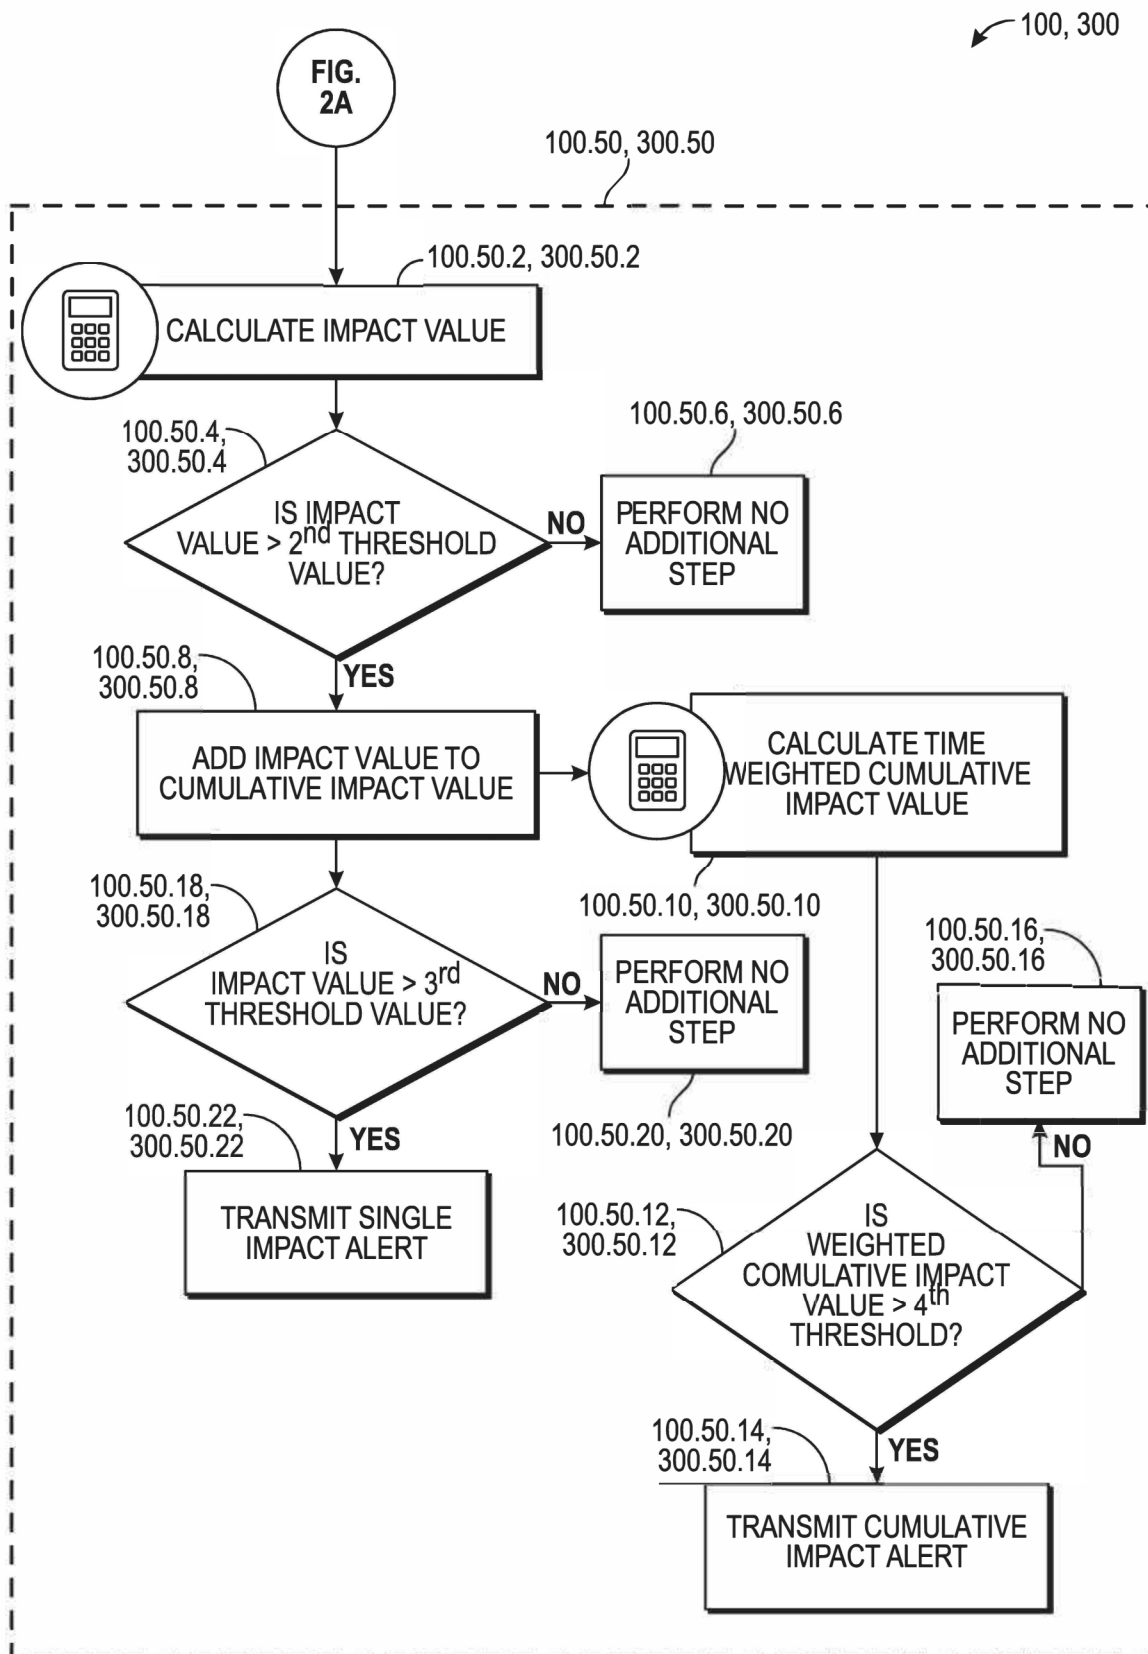 100, 300
FIG.
2A
100.50, 300.50
100.50.2, 300.50.2
CALCULATE IMPACT VALUE
100.50.4,
300.50.4
IS IMPACT
VALUE > 2nd THRESHOLD
VALUE?
NO
100.50.6, 300.50.6
PERFORM NO
ADDITIONAL
STEP
YES
100.50.8,
300.50.8
ADD IMPACT VALUE TO
CUMULATIVE IMPACT VALUE
CALCULATE TIME
WEIGHTED CUMULATIVE
IMPACT VALUE
100.50.10, 300.50.10
100.50.18,
300.50.18
IS
IMPACT VALUE > 3rd
THRESHOLD VALUE?
NO
PERFORM NO
ADDITIONAL
STEP
100.50.20, 300.50.20
100.50.16,
300.50.16
PERFORM NO
ADDITIONAL
STEP
NO
YES
100.50.22,
300.50.22
TRANSMIT SINGLE
IMPACT ALERT
100.50.12,
300.50.12
IS
WEIGHTED
COMULATIVE IMPACT
VALUE > 4th
THRESHOLD?
YES
100.50.14,
300.50.14
TRANSMIT CUMULATIVE
IMPACT ALERT